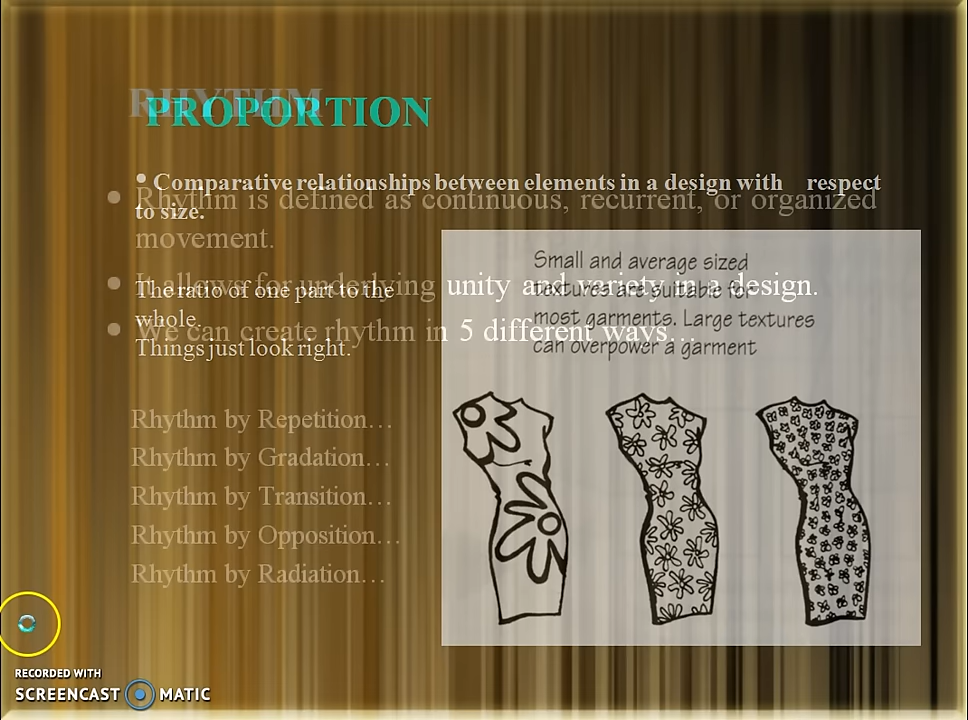 RHYTHM
PROPORTION
• Comparative relationships between elements in a design with respect
to size.
• Rhythm is defined as continuous, recurrent, or organized
movement.
• It allows for underlying unity and variety in a design.
• We can create rhythm in 5 different ways…
The ratio of one part to the
whole.
Things just look right.
Small and average sized
textures are suitable for
most garments. Large textures
can overpower a garment
Rhythm by Repetition…
Rhythm by Gradation…
Rhythm by Transition…
Rhythm by Opposition…
Rhythm by Radiation…
RECORDED WITH
SCREENCAST MATIC